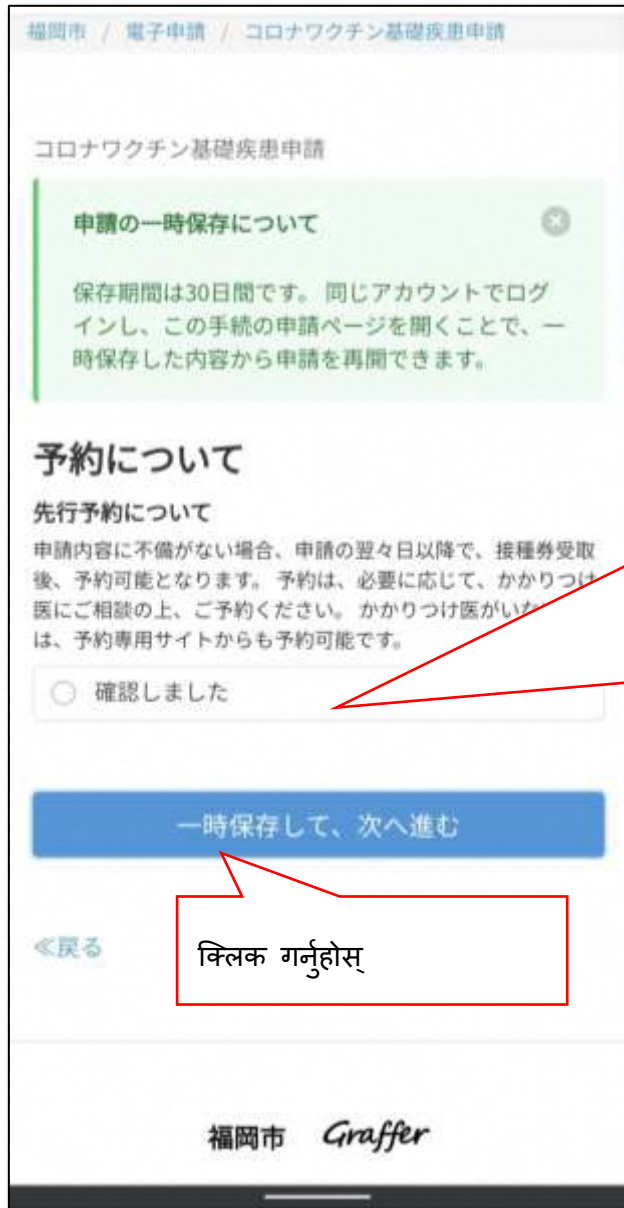 福岡市 / 電子申請 / コロナワクチン基礎疾患申請
コロナワクチン基礎疾患申請
申請の一時保存について
保存期間は30日間です。 同じアカウントでログ
インし、この手続の申請ページを開くことで、一
時保存した内容から申請を再開できます。
予約について
先行予約について
申請内容に不備がない場合、申請の翌々日以降で、接種券受取
後、予約可能となります。 予約は、必要に応じて、かかりつけ
医にご相談の上、ご予約ください。 かかりつけ医がいな
は、予約専用サイトからも予約可能です。
確認しました
一時保存して、次へ進む
≪戻る
क्लिक गर्नुहोस्
福岡市 Graffer